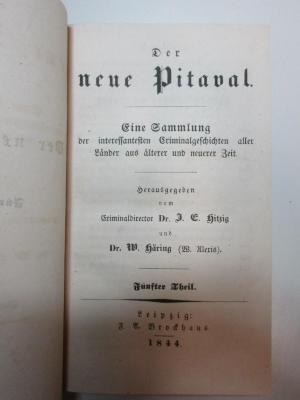 Der
neue Pitaval.
Eine Sammlung
der interessantesten Criminalgeschichten aller
Länder aus älterer und neuerer Zeit
Herausgegeben
vom
Criminaldirector Dr. J. E. Hitzig
und
Dr. W. Häring (W. Alexis).
Fünfter Theil.
Leipzig:
F. A. Brockhaus
1844.